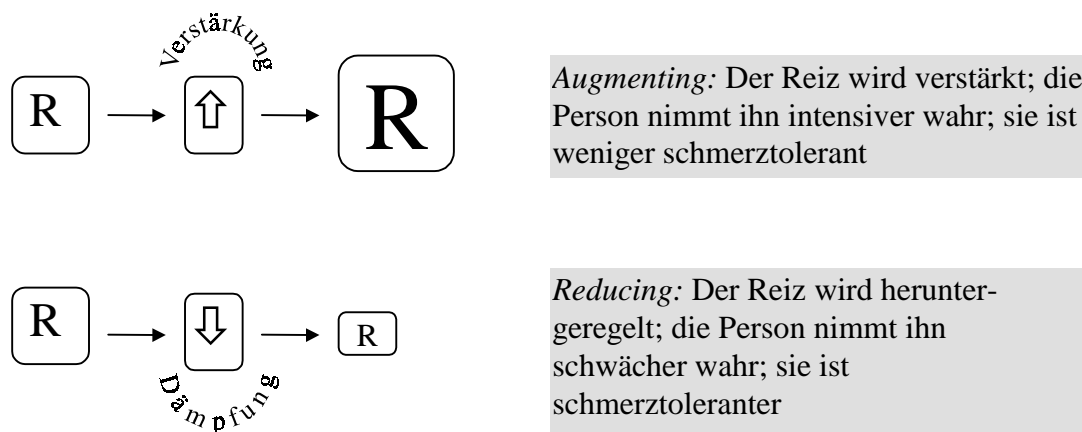 Verstärkung
R
R
Augmenting: Der Reiz wird verstärkt; die
Person nimmt ihn intensiver wahr; sie ist
weniger schmerztolerant
R
R
Dämpfung
Reducing: Der Reiz wird herunter-
geregelt; die Person nimmt ihn
schwächer wahr; sie ist
schmerztoleranter